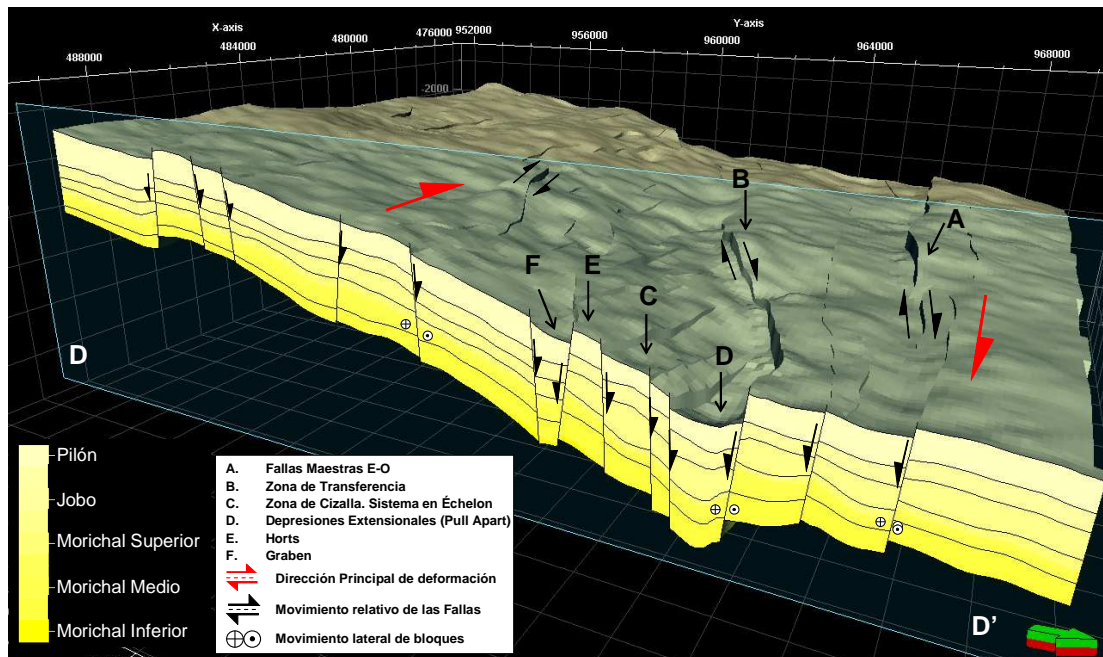 X-axis
Y-axis
488000
484000
480000
476000
952000
956000
960000
964000
968000
-2000
B
A
F
E
C
D
D
D'
Pilón
Jobo
Morichal Superior
Morichal Medio
Morichal Inferior
A. Fallas Maestras E-O
B. Zona de Transferencia
C. Zona de Cizalla. Sistema en Échelon
D. Depresiones Extensionales (Pull Apart)
E. Horts
F. Graben
Dirección Principal de deformación
Movimiento relativo de las Fallas
Movimiento lateral de bloques